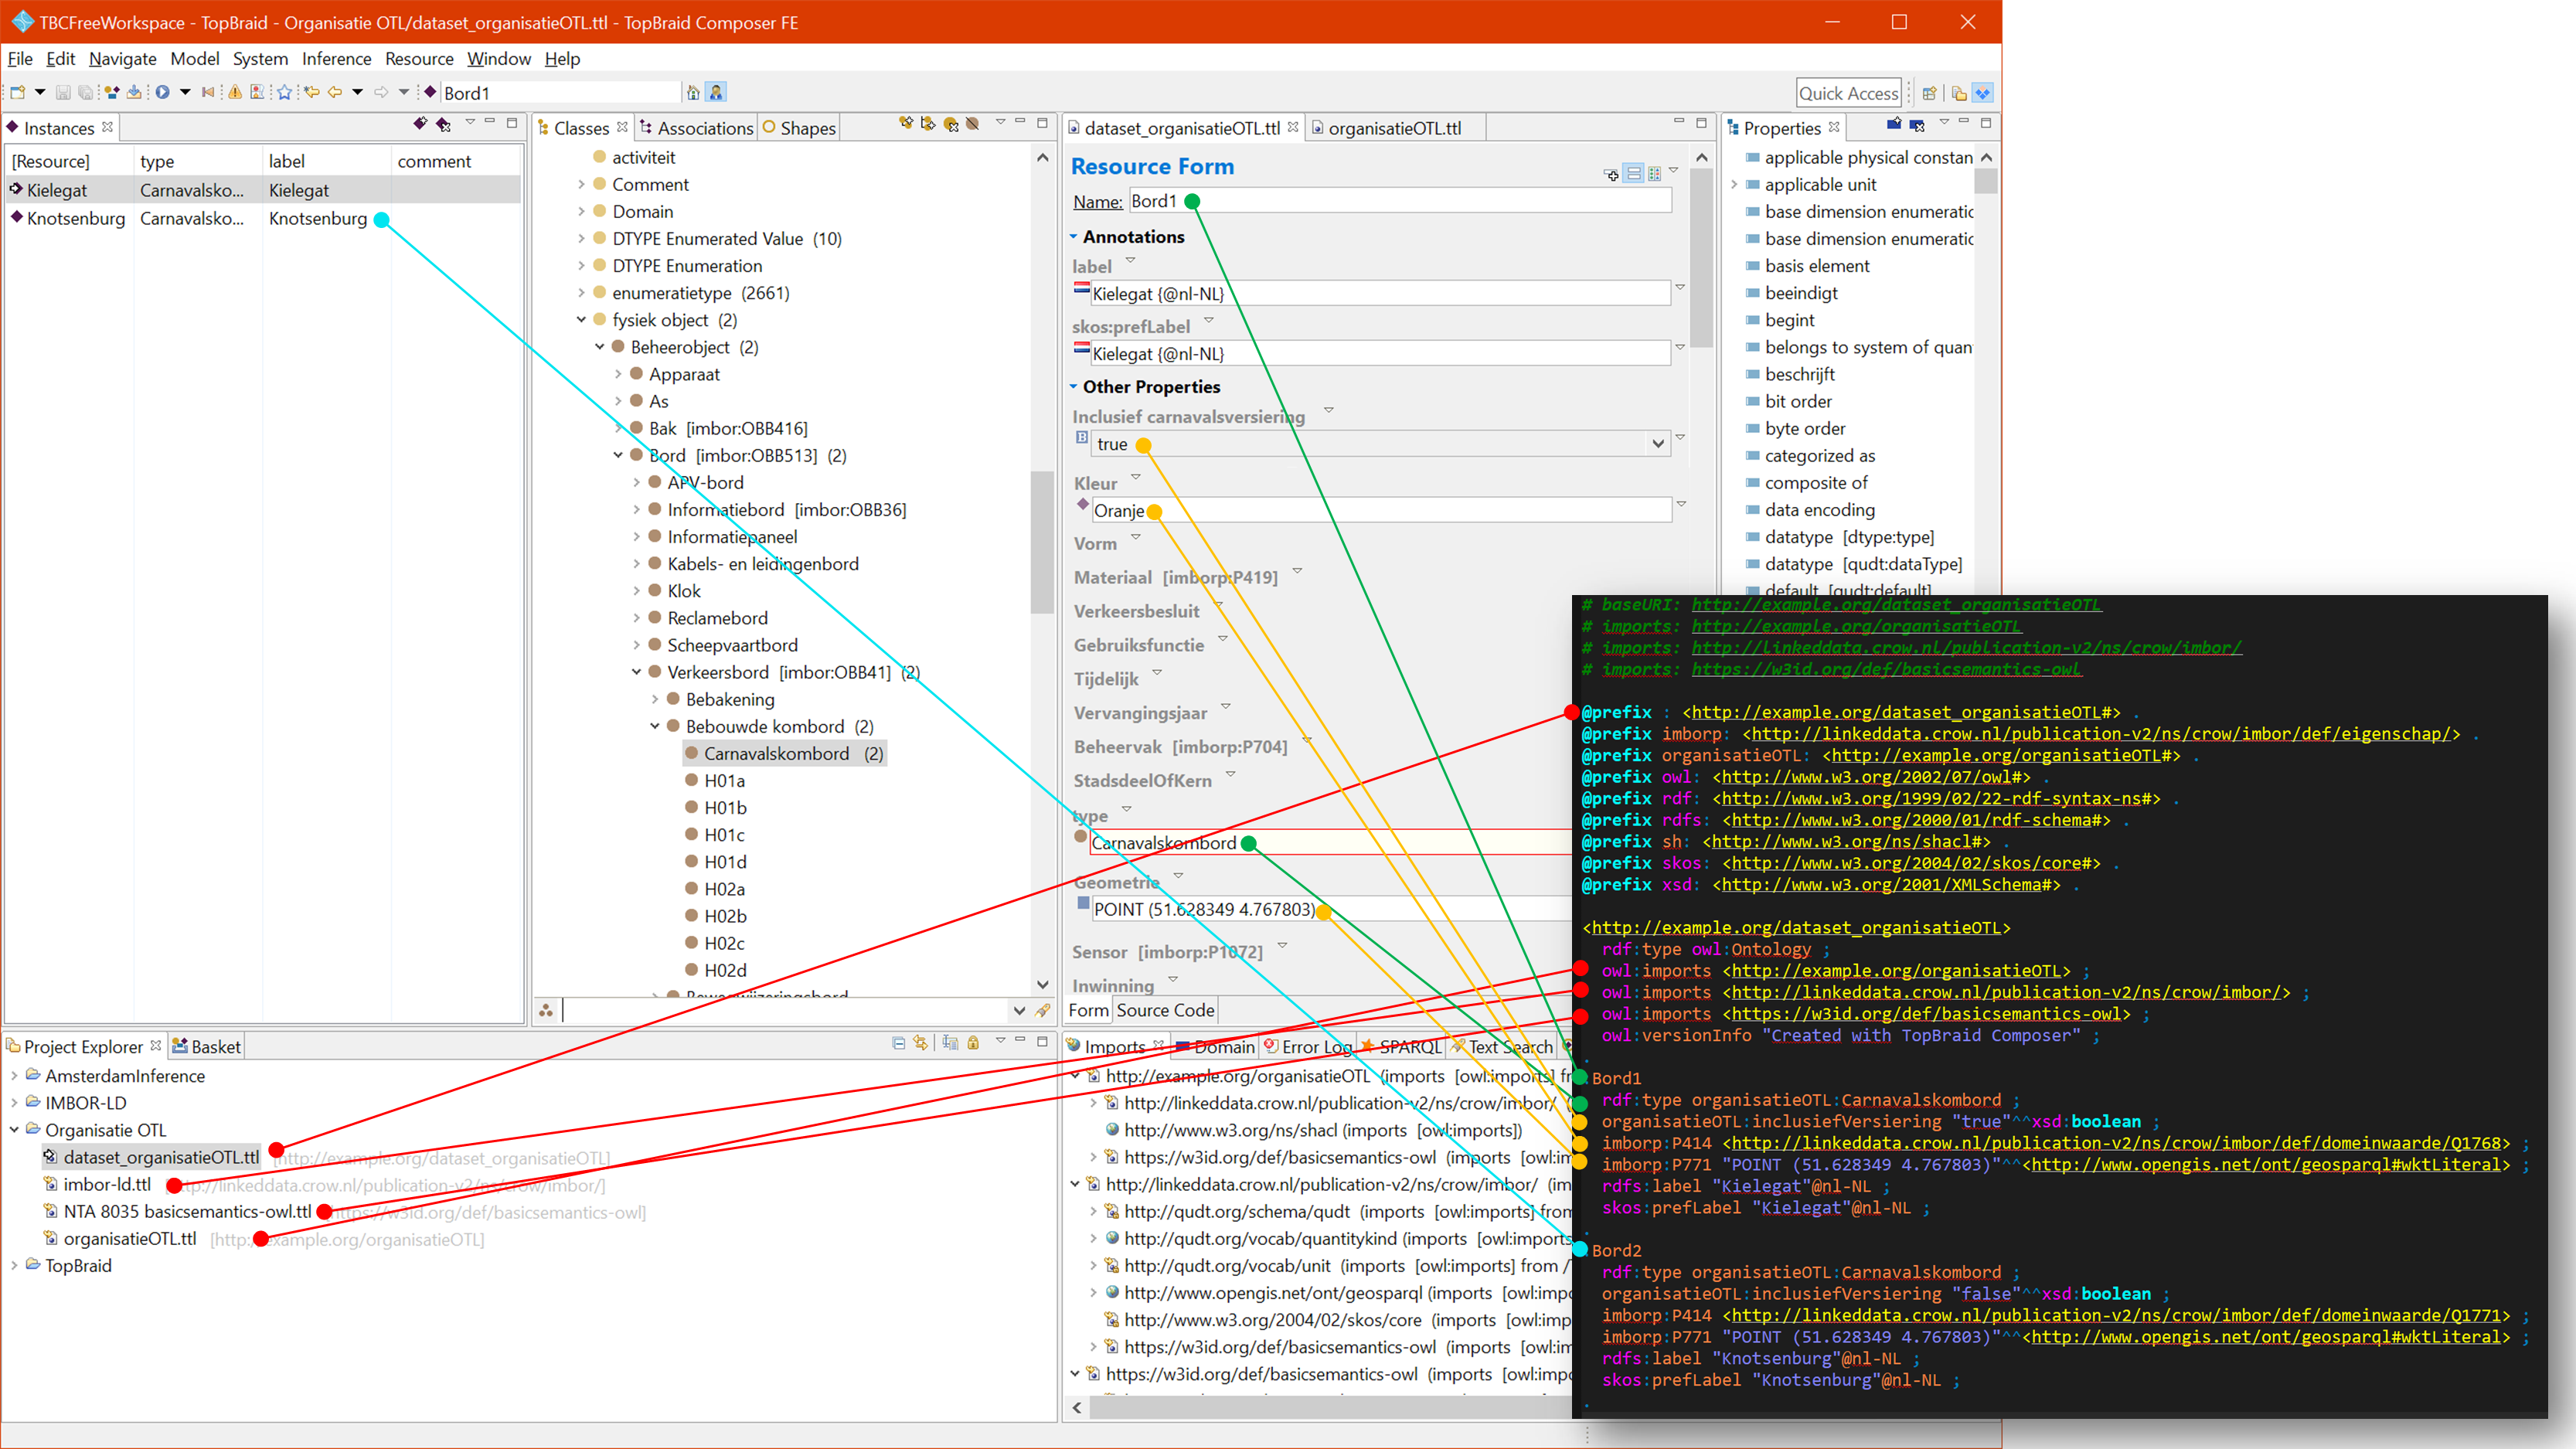 TBCFreeWorkspace - TopBraid - Organisatie OTL/dataset_organisatieOTL.ttl - TopBraid Composer FE
File Edit Navigate Model System Inference Resource Window Help
Bord1
Quick Access
Instances
[Resource] type label comment
Kielegat Carnavalsko... Kielegat
Knotsenburg Carnavalsko... Knotsenburg
Classes Associations Shapes
activiteit
Comment
Domain
DTYPE Enumerated Value (10)
DTYPE Enumeration
enumeratietype (2661)
fysiek object (2)
Beheerobject (2)
Apparaat
As
Bak [imbor:OBB416]
Bord [imbor:OBB513] (2)
APV-bord
Informatiebord [imbor:OBB36]
Informatiepaneel
Kabels- en leidingenbord
Klok
Reclamebord
Scheepvaartbord
Verkeersbord [imbor:OBB41] (2)
Bebakening
Bebouwde kombord (2)
Carnavalskombord (2)
H01a
H01b
H01c
H01d
H02a
H02b
H02c
H02d
dataset_organisatieOTL.ttl organisatieOTL.ttl
Resource Form
Name: Bord1
Annotations
label
Kielegat {@nl-NL}
skos:prefLabel
Kielegat {@nl-NL}
Other Properties
Inclusief carnavalsversiering
true
Kleur
Oranje
Vorm
Materiaal [imborp:P419]
Verkeersbesluit
Gebruiksfunctie
Tijdelijk
Vervangingsjaar
Beheervak [imborp:P704]
StadsdeelOfKern
type
Carnavalskombord
Geometrie
POINT (51.628349 4.767803)
Sensor [imborp:P1072]
Inwinning
Form Source Code
Properties
applicable physical constan
applicable unit
base dimension enumeratic
base dimension enumeratic
basis element
beeindigt
begint
belongs to system of quan
beschrijft
bit order
byte order
categorized as
composite of
data encoding
datatype [dtype:type]
datatype [qudt:dataType]
default [qudt:default]
Project Explorer Basket
AmsterdamInference
IMBOR-LD
Organisatie OTL
dataset_organisatieOTL.ttl [http://example.org/dataset_organisatieOTL]
imbor-ld.ttl http://linkeddata.crow.nl/publication-v2/ns/crow/imbor/]
NTA 8035 basicsemantics-owl.ttl https://w3id.org/def/basicsemantics-owl]
organisatieOTL.ttl [http://example.org/organisatieOTL]
TopBraid
Imports Domain Error Log SPARQL Text Search
http://example.org/organisatieOTL (imports [owl:imports] fr
http://linkeddata.crow.nl/publication-v2/ns/crow/imbor/ (
http://www.w3.org/ns/shacl (imports [owl:imports])
https://w3id.org/def/basicsemantics-owl (imports [owl:im
http://linkeddata.crow.nl/publication-v2/ns/crow/imbor/ (im
http://qudt.org/schema/qudt (imports [owl:imports] from
http://qudt.org/vocab/quantitykind (imports [owl:imports
http://qudt.org/vocab/unit (imports [owl:imports] from /
http://www.opengis.net/ont/geosparql (imports [owl:impo
http://www.w3.org/2004/02/skos/core (imports [owl:imp
https://w3id.org/def/basicsemantics-owl (imports [owl:im
https://w3id.org/def/basicsemantics-owl (imports [owl:impo
# baseURI: http://example.org/dataset_organisatieOTL
# imports: http://example.org/organisatieOTL
# imports: http://linkeddata.crow.nl/publication-v2/ns/crow/imbor/
# imports: https://w3id.org/def/basicsemantics-owl
@prefix : <http://example.org/dataset_organisatieOTL#> .
@prefix imborp: <http://linkeddata.crow.nl/publication-v2/ns/crow/imbor/def/eigenschap/> .
@prefix organisatieOTL: <http://example.org/organisatieOTL#> .
@prefix owl: <http://www.w3.org/2002/07/owl#> .
@prefix rdf: <http://www.w3.org/1999/02/22-rdf-syntax-ns#> .
@prefix rdfs: <http://www.w3.org/2000/01/rdf-schema#> .
@prefix sh: <http://www.w3.org/ns/shacl#> .
@prefix skos: <http://www.w3.org/2004/02/skos/core#> .
@prefix xsd: <http://www.w3.org/2001/XMLSchema#> .
<http://example.org/dataset_organisatieOTL>
rdf:type owl:Ontology ;
owl:imports <http://example.org/organisatieOTL> ;
owl:imports <http://linkeddata.crow.nl/publication-v2/ns/crow/imbor/> ;
owl:imports <https://w3id.org/def/basicsemantics-owl> ;
owl:versionInfo "Created with TopBraid Composer" ;
.
Bord1
rdf:type organisatieOTL:Carnavalskombord ;
organisatieOTL:inclusiefVersiering "true"^^xsd:boolean ;
imborp:P414 <http://linkeddata.crow.nl/publication-v2/ns/crow/imbor/def/domeinwaarde/Q1768> ;
imborp:P771 "POINT (51.628349 4.767803)"^^<http://www.opengis.net/ont/geosparql#wktLiteral> ;
rdfs:label "Kielegat"@nl-NL ;
skos:prefLabel "Kielegat"@nl-NL ;
.
Bord2
rdf:type organisatieOTL:Carnavalskombord ;
organisatieOTL:inclusiefVersiering "false"^^xsd:boolean ;
imborp:P414 <http://linkeddata.crow.nl/publication-v2/ns/crow/imbor/def/domeinwaarde/Q1771> ;
imborp:P771 "POINT (51.628349 4.767803)"^^<http://www.opengis.net/ont/geosparql#wktLiteral> ;
rdfs:label "Knotsenburg"@nl-NL ;
skos:prefLabel "Knotsenburg"@nl-NL ;
.